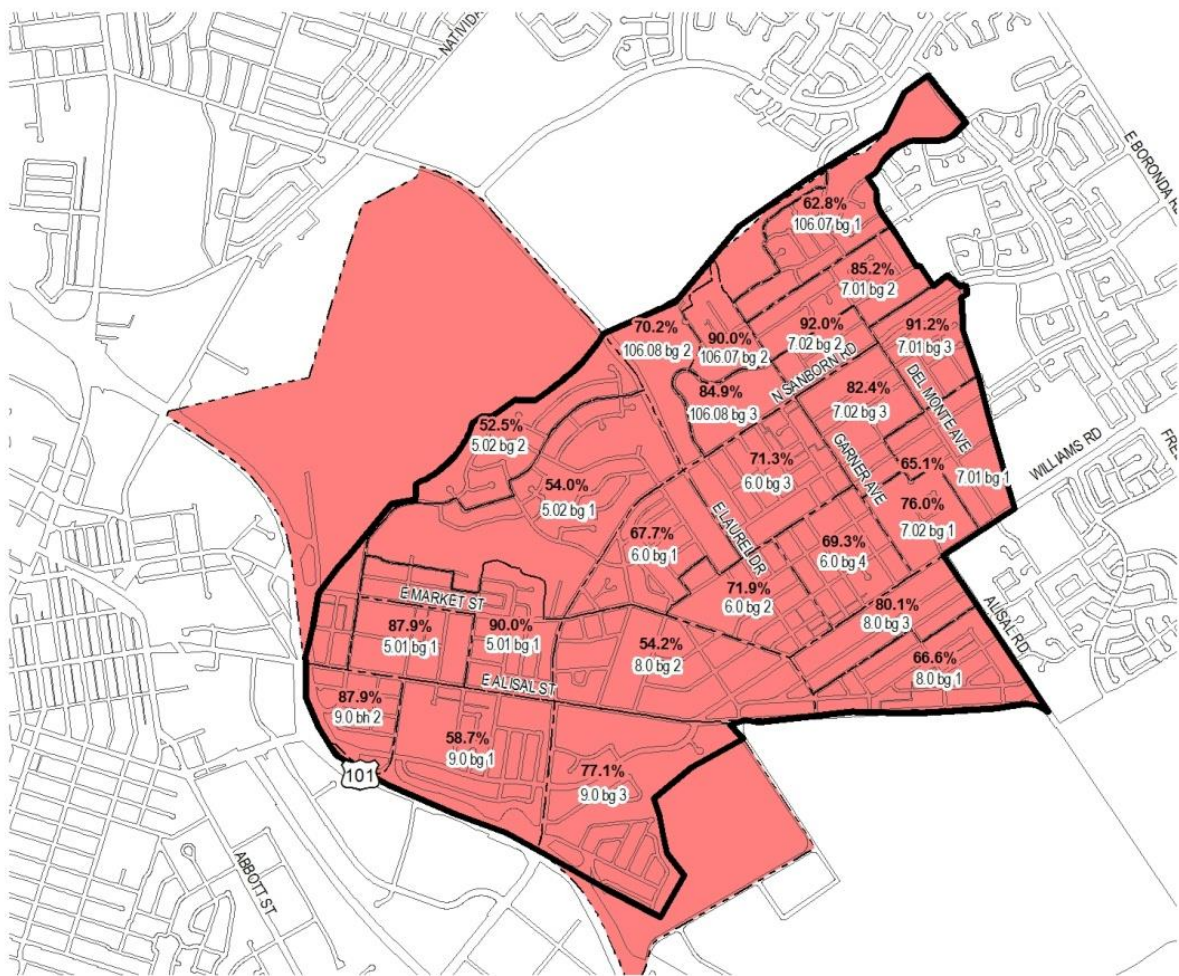 NATIVIDA
E BORONDA RD
62.8%
106.07 bg 1
85.2%
7.01 bg 2
70.2%
106.08 bg 2
90.0%
106.07 bg 2
92.0%
7.02 bg 2
91.2%
7.01 bg 3
N SANBORN RD
84.9%
106.08 bg 3
82.4%
7.02 bg 3
DEL MONTE AVE
52.5%
5.02 bg 2
54.0%
5.02 bg 1
71.3%
6.0 bg 3
GARNER AVE
65.1%
7.01 bg 1
WILLIAMS RD
FRE
76.0%
7.02 bg 1
67.7%
6.0 bg 1
E LAUREL DR
69.3%
6.0 bg 4
71.9%
6.0 bg 2
E MARKET ST
87.9%
5.01 bg 1
90.0%
5.01 bg 1
54.2%
8.0 bg 2
80.1%
8.0 bg 3
ALISAL RD
66.6%
8.0 bg 1
E ALISAL ST
87.9%
9.0 bh 2
58.7%
9.0 bg 1
77.1%
9.0 bg 3
101
ABBOTT ST